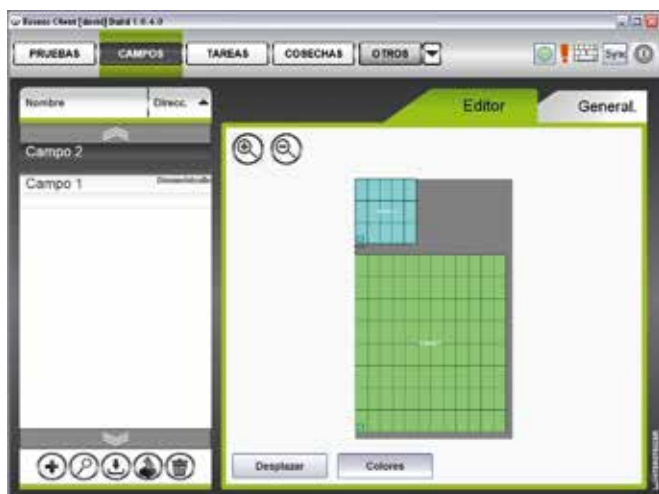 PRUEBAS CAMPOS TAREAS COSECHAS OTROS Sync
Nombre Direcc.
Editor General.
Campo 2
Campo 1
Desplazar Colores